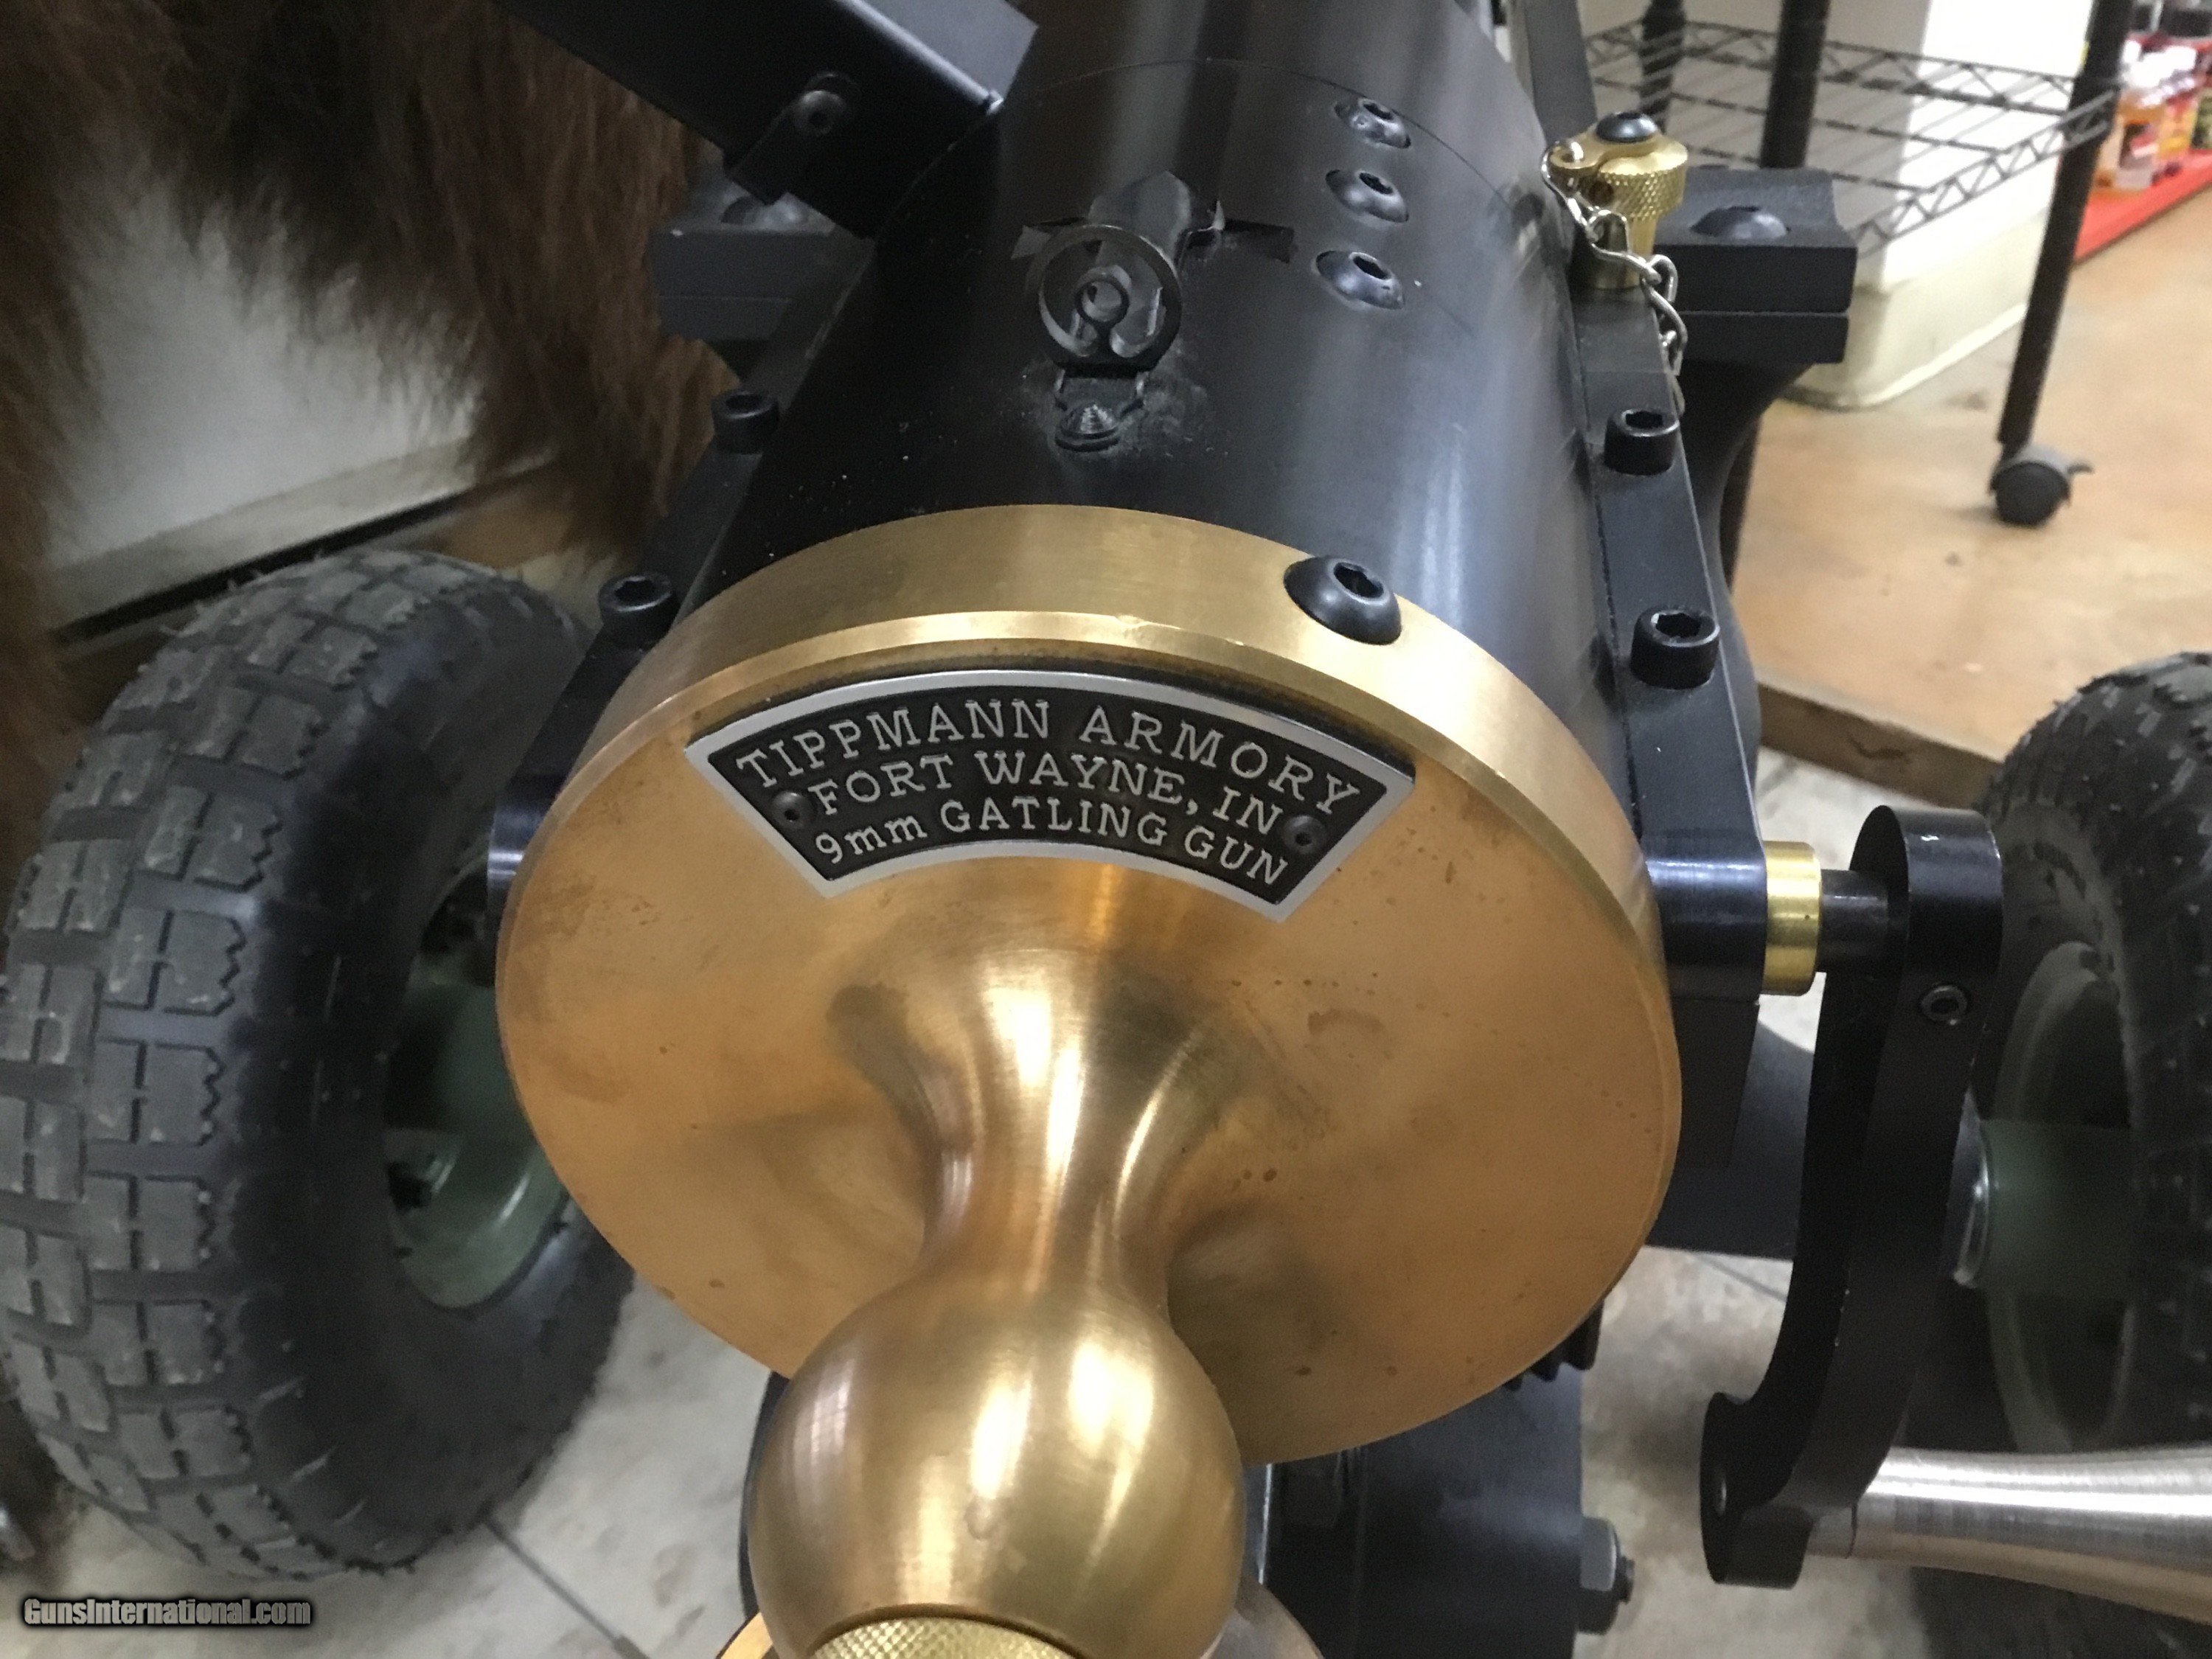 TIPPMANN ARMORY
FORT WAYNE, IN
9mm GATLING GUN
GunsInternational.com